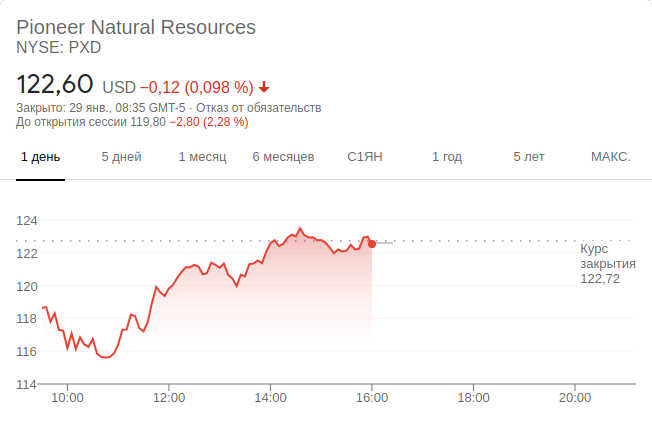 Pioneer Natural Resources
NYSE: PXD
122,60 USD −0,12 (0,098 %)
Закрыто: 29 янв., 08:35 GMT-5 · Отказ от обязательств
До открытия сессии 119,80 −2,80 (2,28 %)
1 день 5 дней 1 месяц 6 месяцев С1ЯН 1 год 5 лет МАКС.
124
122
120
118
116
114
Курс
закрытия
122,72
10:00 12:00 14:00 16:00 18:00 20:00